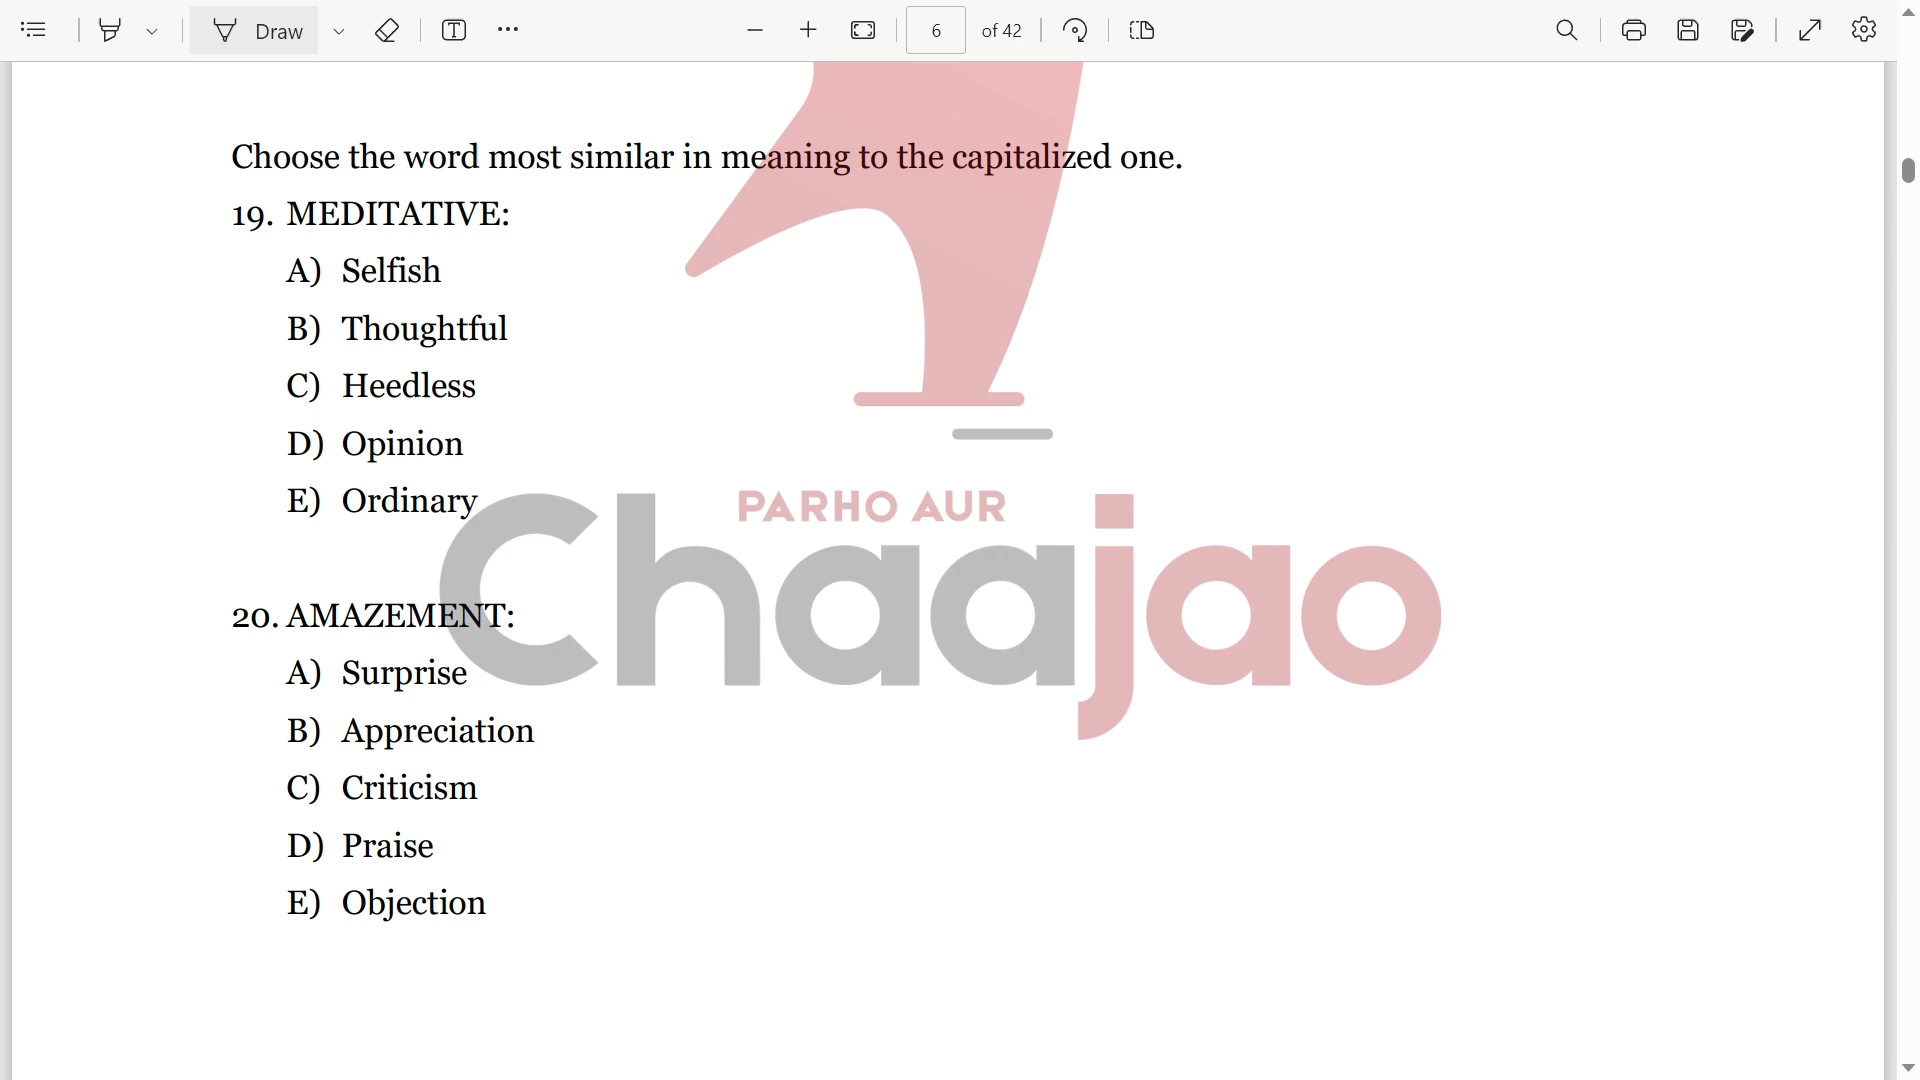 Draw
6 of 42
Choose the word most similar in meaning to the capitalized one.
19. MEDITATIVE:
A) Selfish
B) Thoughtful
C) Heedless
D) Opinion
E) Ordinary
PARHO AUR
Chaajao
20. AMAZEMENT:
A) Surprise
B) Appreciation
C) Criticism
D) Praise
E) Objection